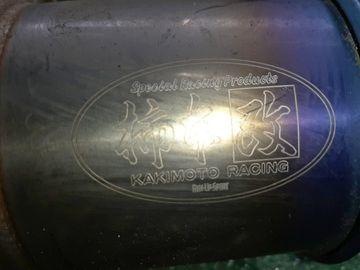 Special Racing Products
柿本改
KAKIMOTO RACING